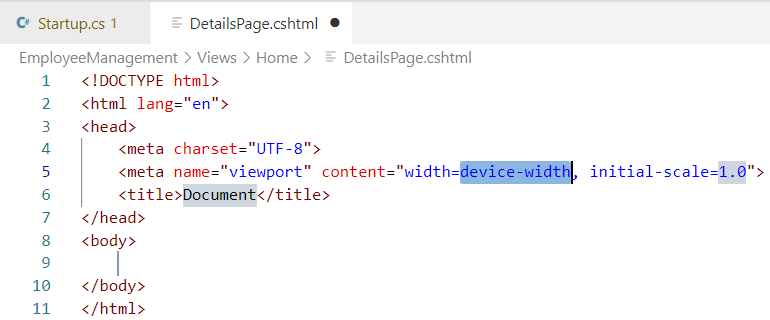 C# Startup.cs 1 DetailsPage.cshtml ●
EmployeeManagement > Views > Home > DetailsPage.cshtml
1 <!DOCTYPE html>
2 <html lang="en">
3 <head>
4 <meta charset="UTF-8">
5 <meta name="viewport" content="width=device-width, initial-scale=1.0">
6 <title>Document</title>
7 </head>
8 <body>
9
10 </body>
11 </html>